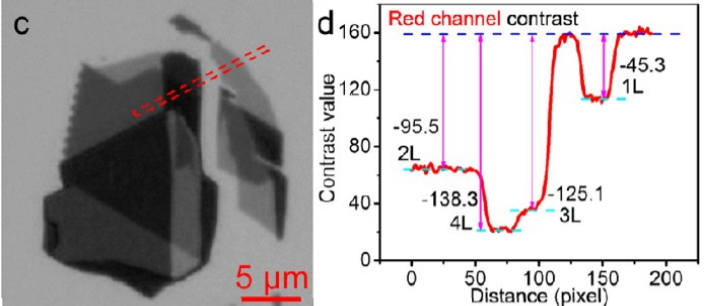 c
5 μm
d
Red channel contrast
Contrast value
160
120
80
40
0
-95.5
2L
-138.3
4L
-125.1
3L
-45.3
1L
0
50
100
150
200
Distance (pixel)